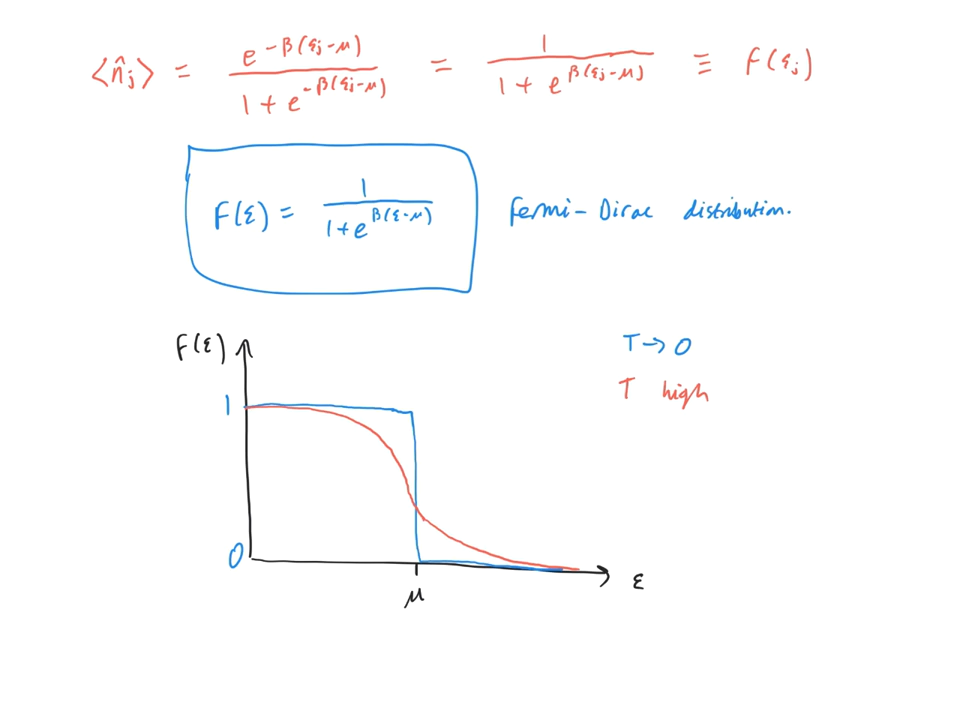 ⟨n̂ⱼ⟩ = e^{-β(εⱼ-μ)} / (1 + e^{-β(εⱼ-μ)}) = 1 / (1 + e^{β(εⱼ-μ)}) ≡ F(εⱼ)
F(ε) = 1 / (1 + e^{β(ε-μ)}) Fermi-Dirac distribution.
F(ε)
T → 0
T high
1
0
ε
μ